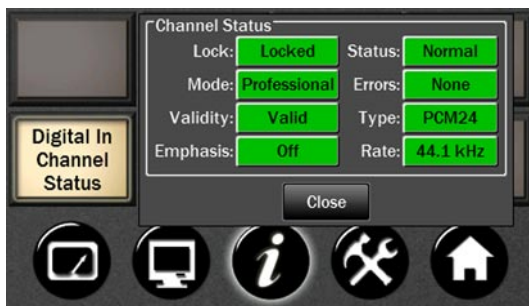 Channel Status
Lock: Locked Status: Normal
Mode: Professional Errors: None
Validity: Valid Type: PCM24
Emphasis: Off Rate: 44.1 kHz
Digital In
Channel
Status
Close
i